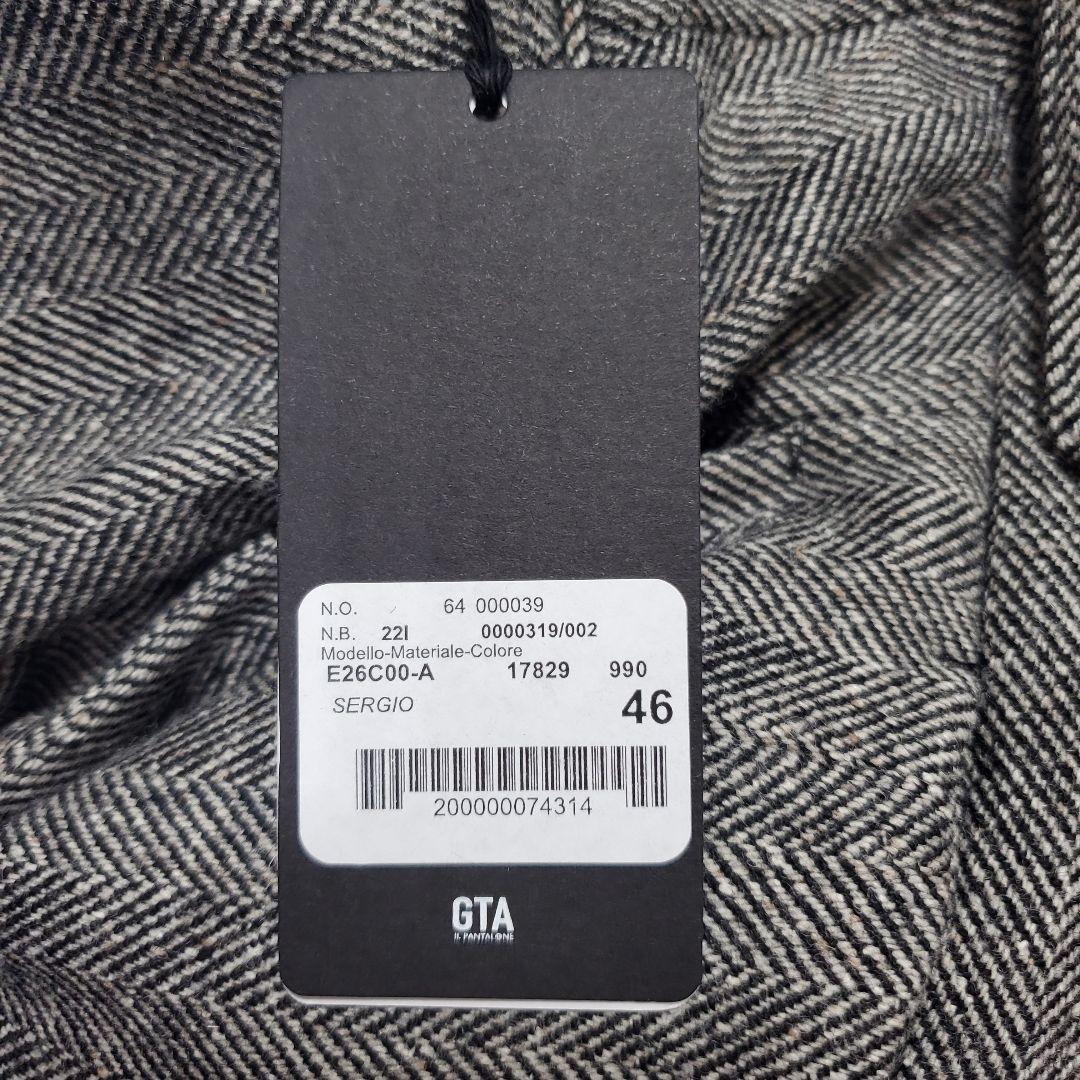 N.O. 64 000039
N.B. 22I 0000319/002
Modello-Materiale-Colore
E26C00-A 17829 990
SERGIO 46
200000074314
GTA
IL PANTALONE